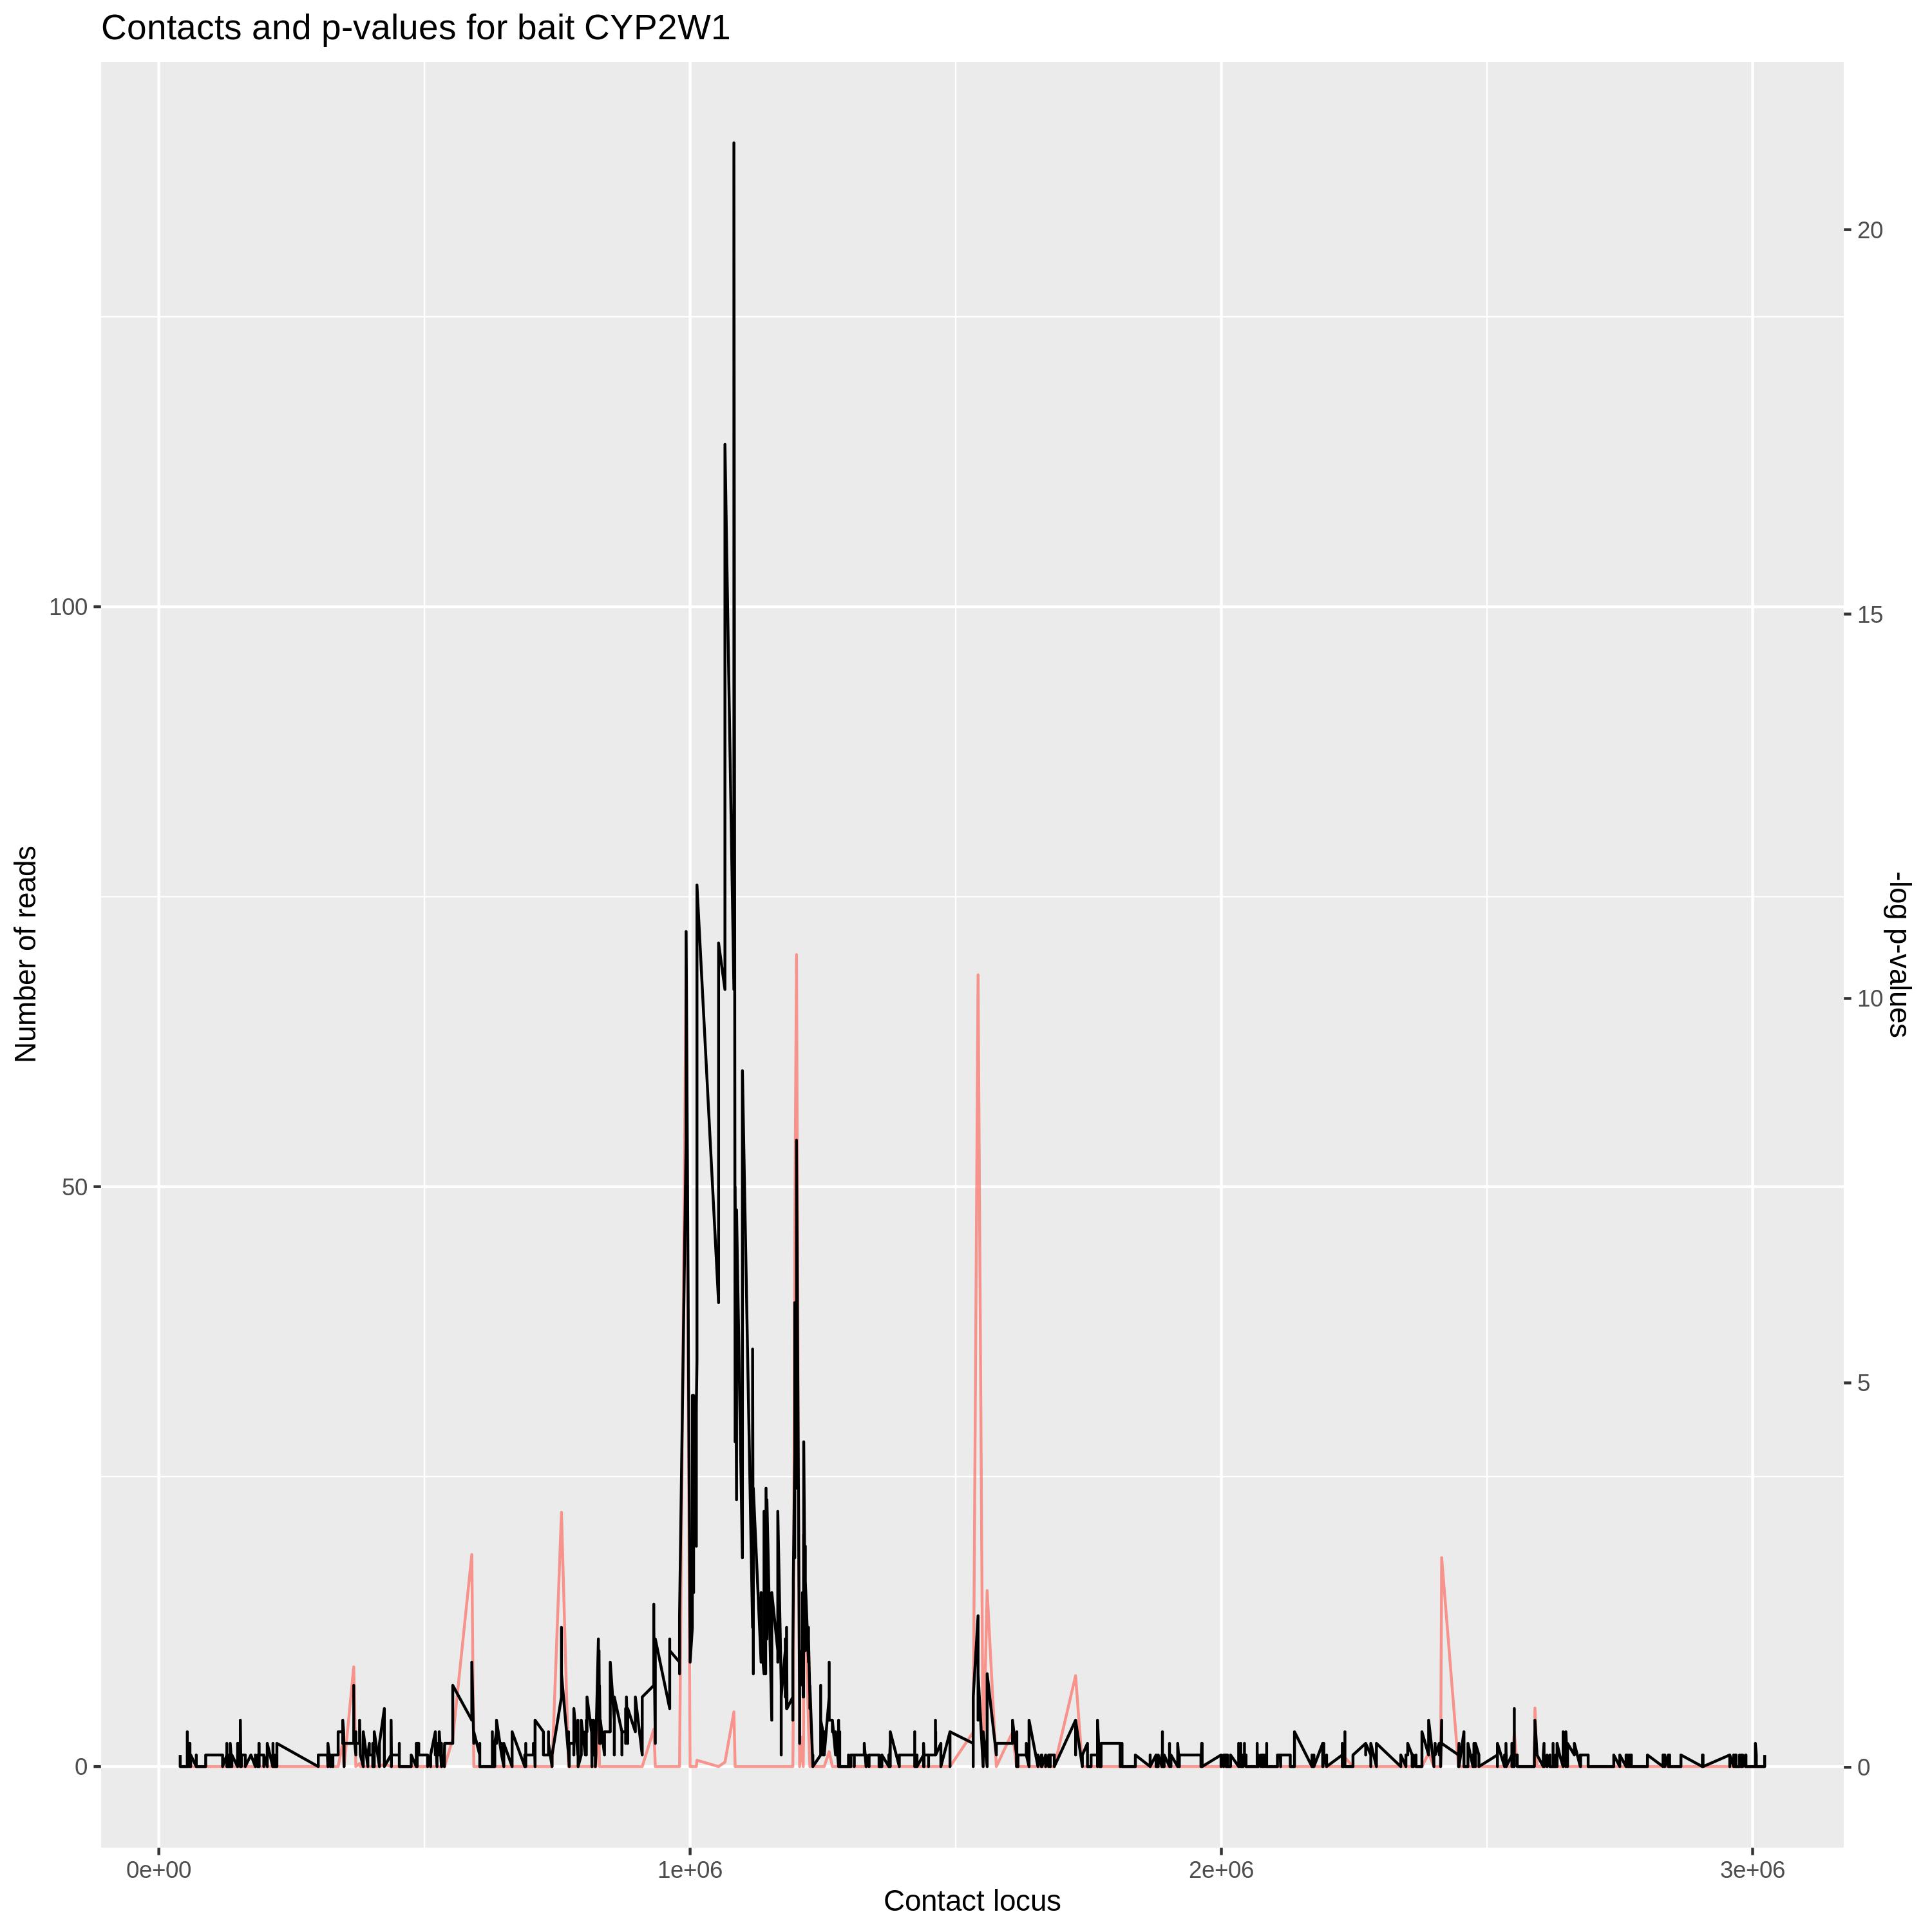 Contacts and p-values for bait CYP2W1
Number of reads
100
50
0
20
15
10
5
0
-log p-values
0e+00
1e+06
2e+06
3e+06
Contact locus